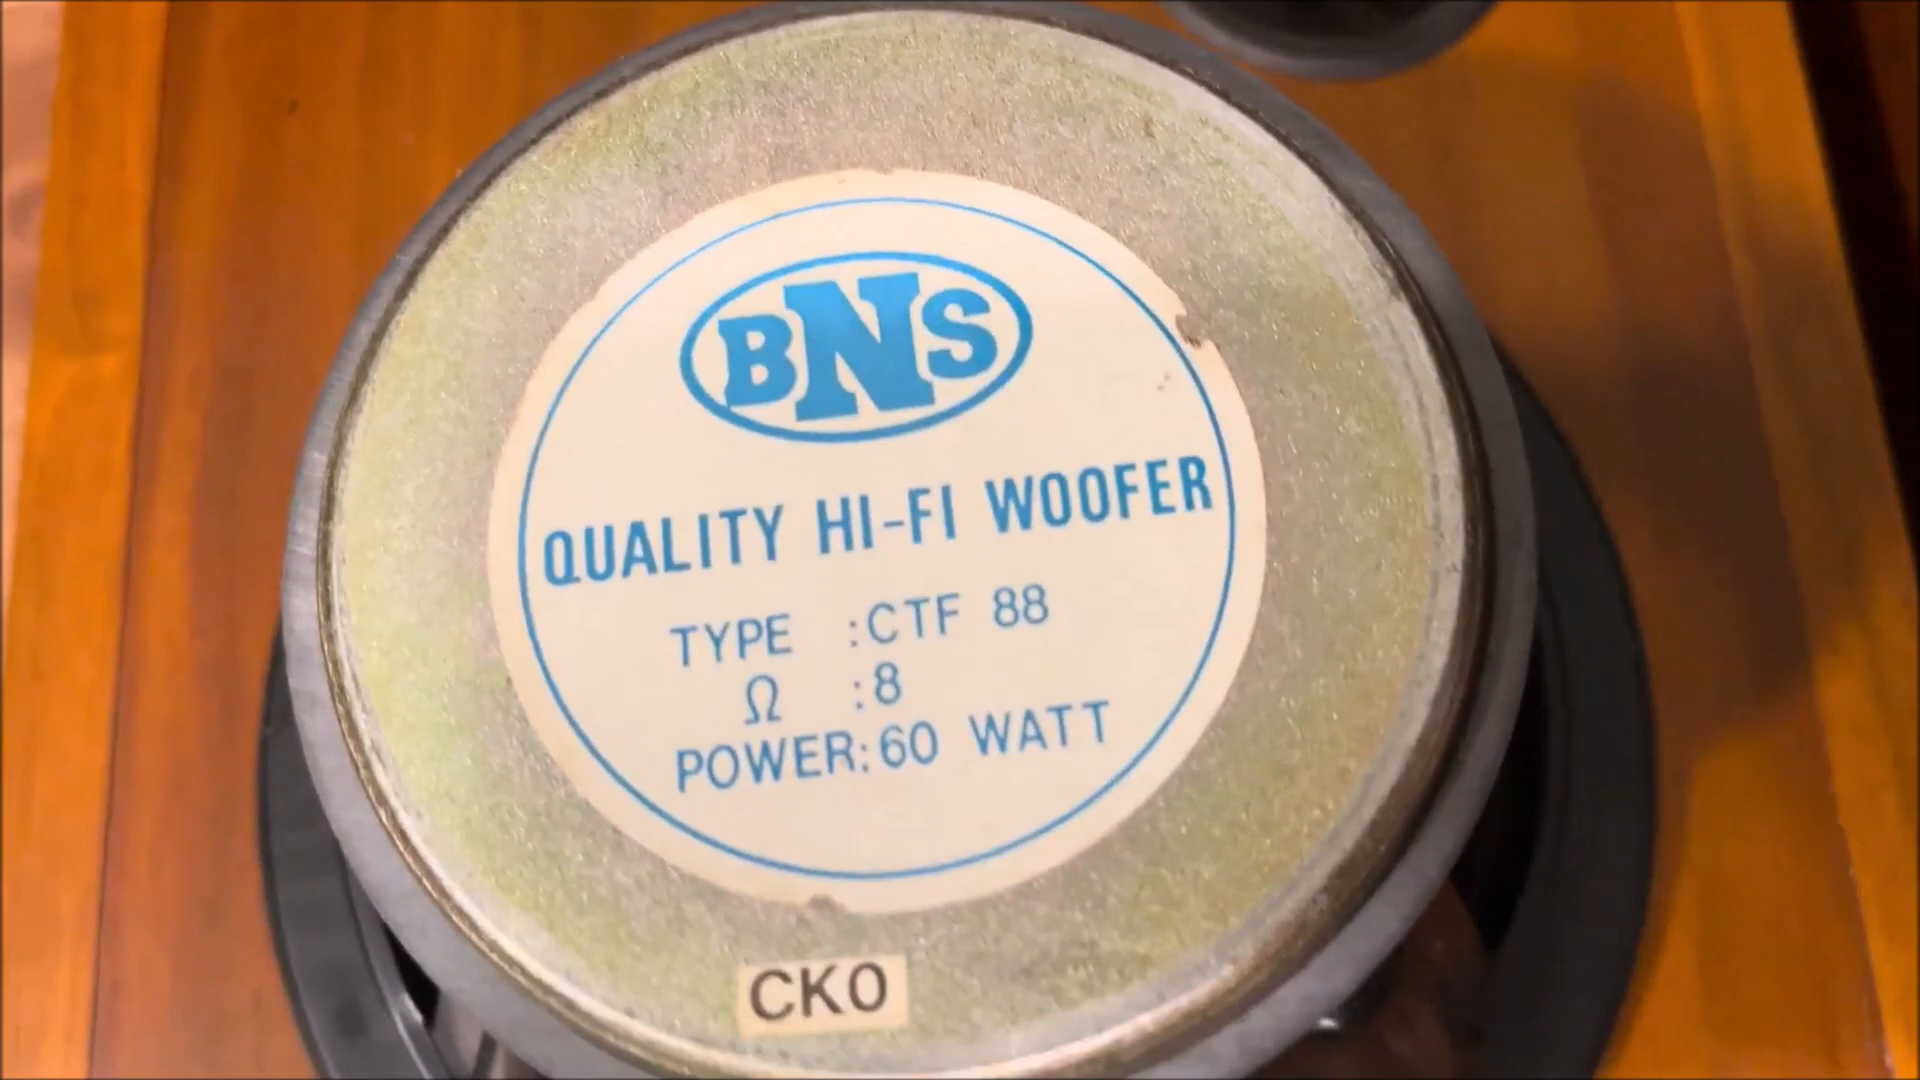 BNS
QUALITY HI-FI WOOFER
TYPE :CTF 88
Ω :8
POWER:60 WATT
CKO